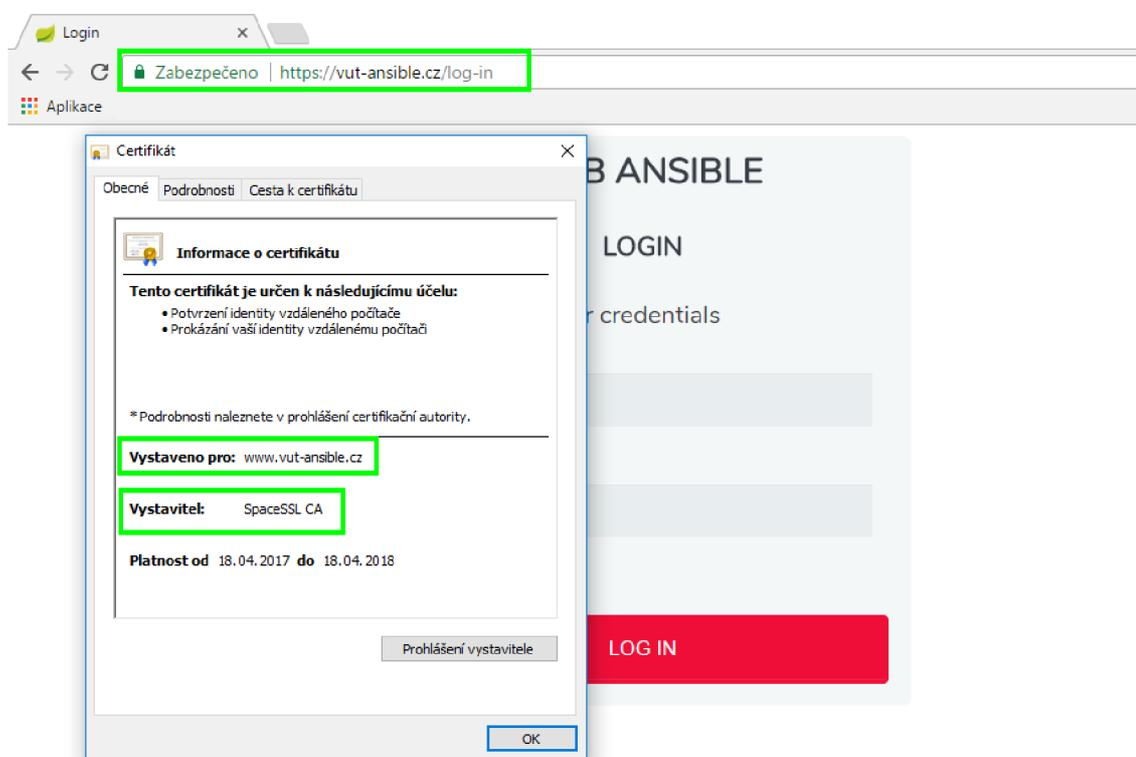 Login
Zabezpečeno | https://vut-ansible.cz/log-in
Aplikace
Certifikát
Obecné Podrobnosti Cesta k certifikátu
Informace o certifikátu
Tento certifikát je určen k následujícímu účelu:
• Potvrzení identity vzdáleného počítače
• Prokázání vaší identity vzdálenému počítači
* Podrobnosti naleznete v prohlášení certifikační autority.
Vystaveno pro: www.vut-ansible.cz
Vystavitel: SpaceSSL CA
Platnost od 18.04.2017 do 18.04.2018
Prohlášení vystavitele
OK
B ANSIBLE
LOGIN
r credentials
LOG IN